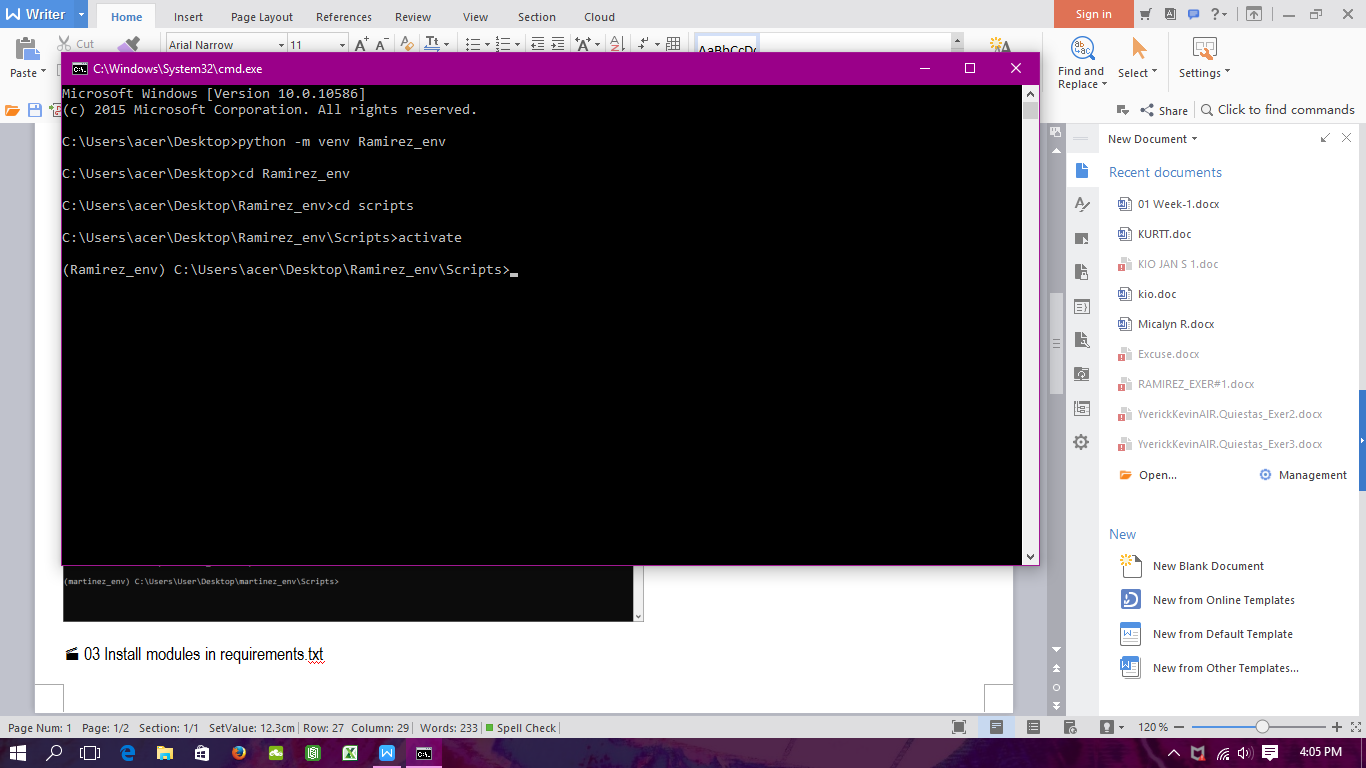 Writer
Home
Insert
Page Layout
References
Review
View
Section
Cloud
Sign in
Paste
Cut
Arial Narrow
11
AaBbCcDc
Find and
Replace
Select
Settings
Share
Click to find commands
C:\Windows\System32\cmd.exe
Microsoft Windows [Version 10.0.10586]
(c) 2015 Microsoft Corporation. All rights reserved.
C:\Users\acer\Desktop>python -m venv Ramirez_env
C:\Users\acer\Desktop>cd Ramirez_env
C:\Users\acer\Desktop\Ramirez_env>cd scripts
C:\Users\acer\Desktop\Ramirez_env\Scripts>activate
(Ramirez_env) C:\Users\acer\Desktop\Ramirez_env\Scripts>
(martinez_env) C:\Users\User\Desktop\martinez_env\Scripts>
03 Install modules in requirements.txt
New Document
Recent documents
01 Week-1.docx
KURTT.doc
KIO JAN S 1.doc
kio.doc
Micalyn R.docx
Excuse.docx
RAMIREZ_EXER#1.docx
YverickKevinAIR.Quiestas_Exer2.docx
YverickKevinAIR.Quiestas_Exer3.docx
Open...
Management
New
New Blank Document
New from Online Templates
New from Default Template
New from Other Templates...
Page Num: 1 Page: 1/2 Section: 1/1 SetValue: 12.3cm Row: 27 Column: 29 Words: 233 Spell Check
120 %
4:05 PM